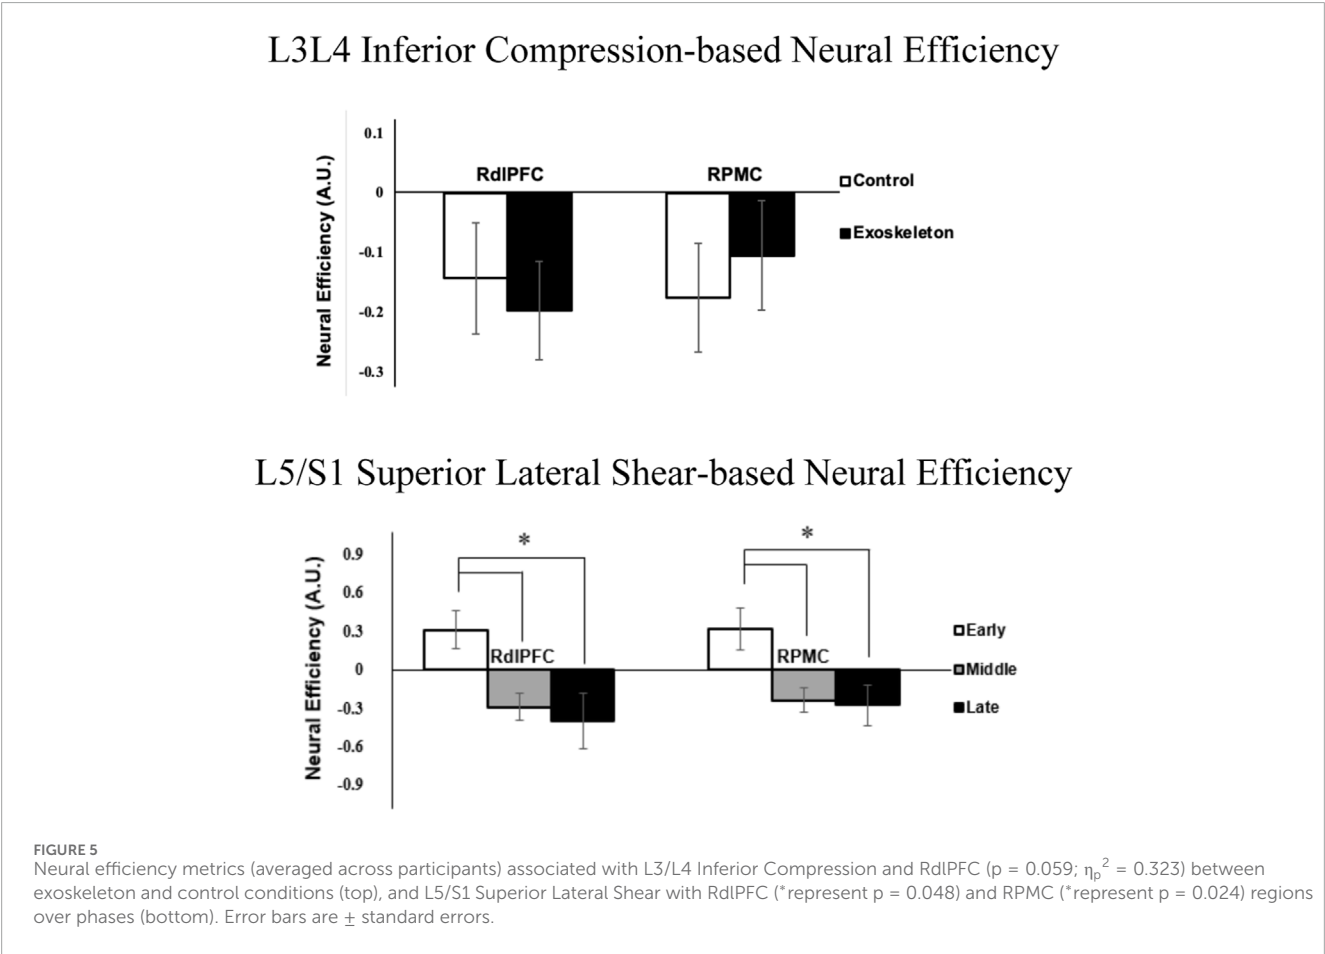 L3L4 Inferior Compression-based Neural Efficiency
Neural Efficiency (A.U.)
0.1
0
-0.1
-0.2
-0.3
RdlPFC
RPMC
Control
Exoskeleton
L5/S1 Superior Lateral Shear-based Neural Efficiency
Neural Efficiency (A.U.)
0.9
0.6
0.3
0
-0.3
-0.6
-0.9
*
*
RdlPFC
RPMC
Early
Middle
Late
FIGURE 5
Neural efficiency metrics (averaged across participants) associated with L3/L4 Inferior Compression and RdlPFC (p = 0.059; ηp² = 0.323) between
exoskeleton and control conditions (top), and L5/S1 Superior Lateral Shear with RdlPFC (*represent p = 0.048) and RPMC (*represent p = 0.024) regions
over phases (bottom). Error bars are ± standard errors.